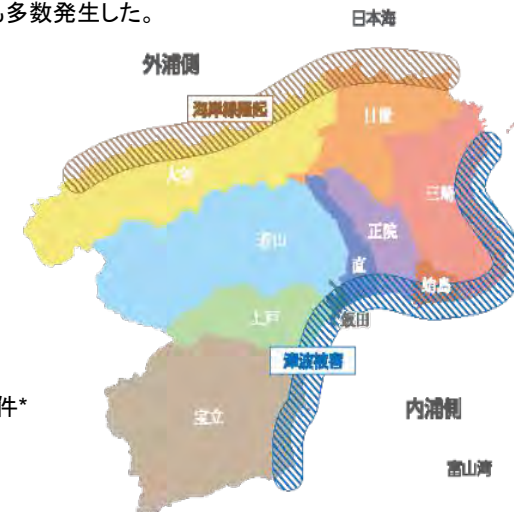 も多数発生した。
日本海
外浦側
海岸線隆起
日置
大谷
三崎
若山
正院
直
蛸島
飯田
上戸
津波被害
件*
宝立
内浦側
富山湾